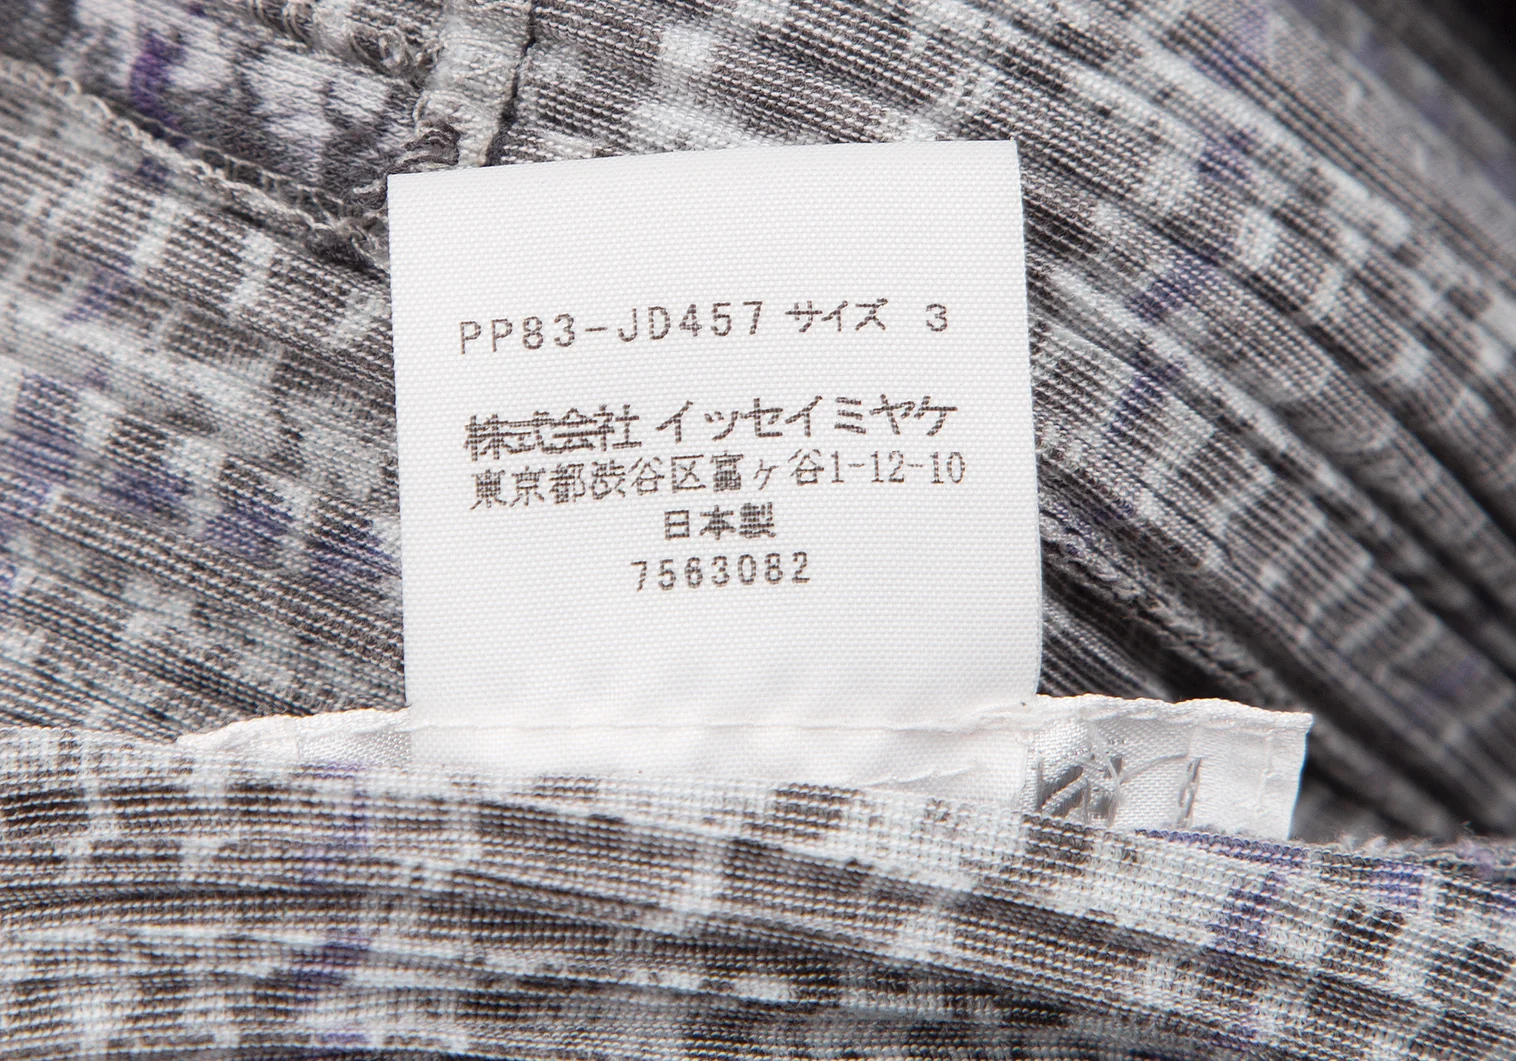 PP83-JD457 サイズ 3
株式会社 イッセイミヤケ
東京都渋谷区富ヶ谷1-12-10
日本製
7563082